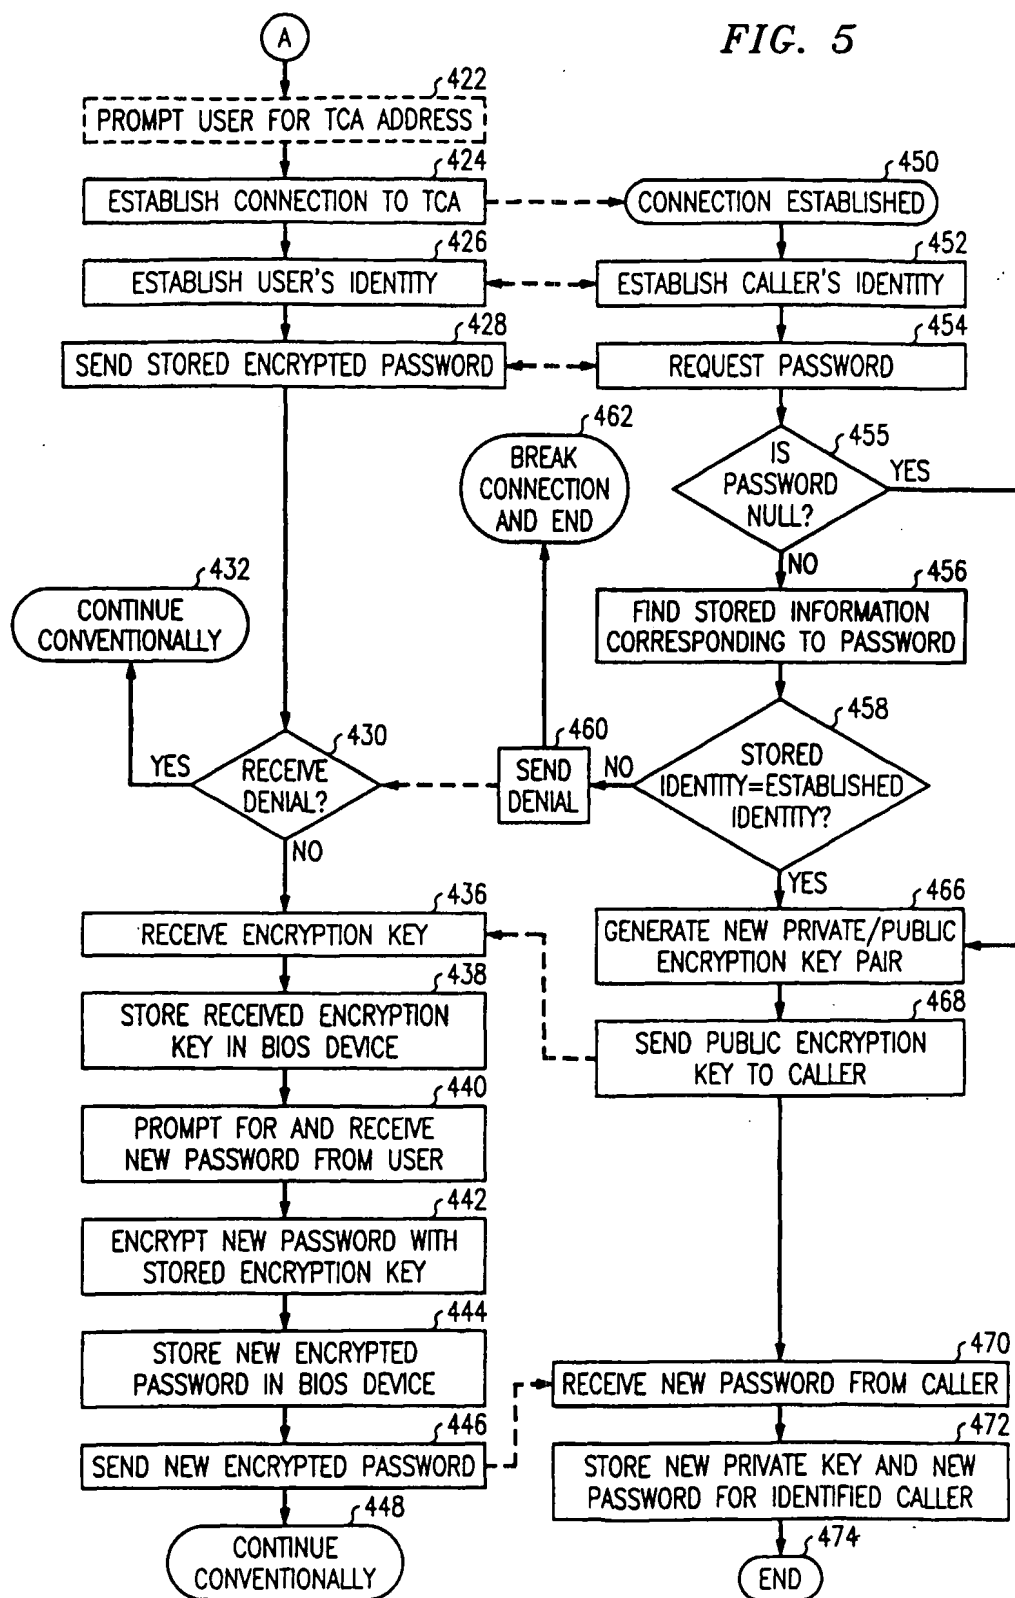 FIG. 5
A
422
PROMPT USER FOR TCA ADDRESS
424
ESTABLISH CONNECTION TO TCA
426
ESTABLISH USER'S IDENTITY
428
SEND STORED ENCRYPTED PASSWORD
432
CONTINUE
CONVENTIONALLY
430
YES
RECEIVE
DENIAL?
NO
436
RECEIVE ENCRYPTION KEY
438
STORE RECEIVED ENCRYPTION
KEY IN BIOS DEVICE
440
PROMPT FOR AND RECEIVE
NEW PASSWORD FROM USER
442
ENCRYPT NEW PASSWORD WITH
STORED ENCRYPTION KEY
444
STORE NEW ENCRYPTED
PASSWORD IN BIOS DEVICE
446
SEND NEW ENCRYPTED PASSWORD
448
CONTINUE
CONVENTIONALLY
450
CONNECTION ESTABLISHED
452
ESTABLISH CALLER'S IDENTITY
454
REQUEST PASSWORD
455
IS
PASSWORD
NULL?
YES
NO
456
FIND STORED INFORMATION
CORRESPONDING TO PASSWORD
458
STORED
IDENTITY=ESTABLISHED
IDENTITY?
NO
460
SEND
DENIAL
462
BREAK
CONNECTION
AND END
YES
466
GENERATE NEW PRIVATE/PUBLIC
ENCRYPTION KEY PAIR
468
SEND PUBLIC ENCRYPTION
KEY TO CALLER
470
RECEIVE NEW PASSWORD FROM CALLER
472
STORE NEW PRIVATE KEY AND NEW
PASSWORD FOR IDENTIFIED CALLER
474
END